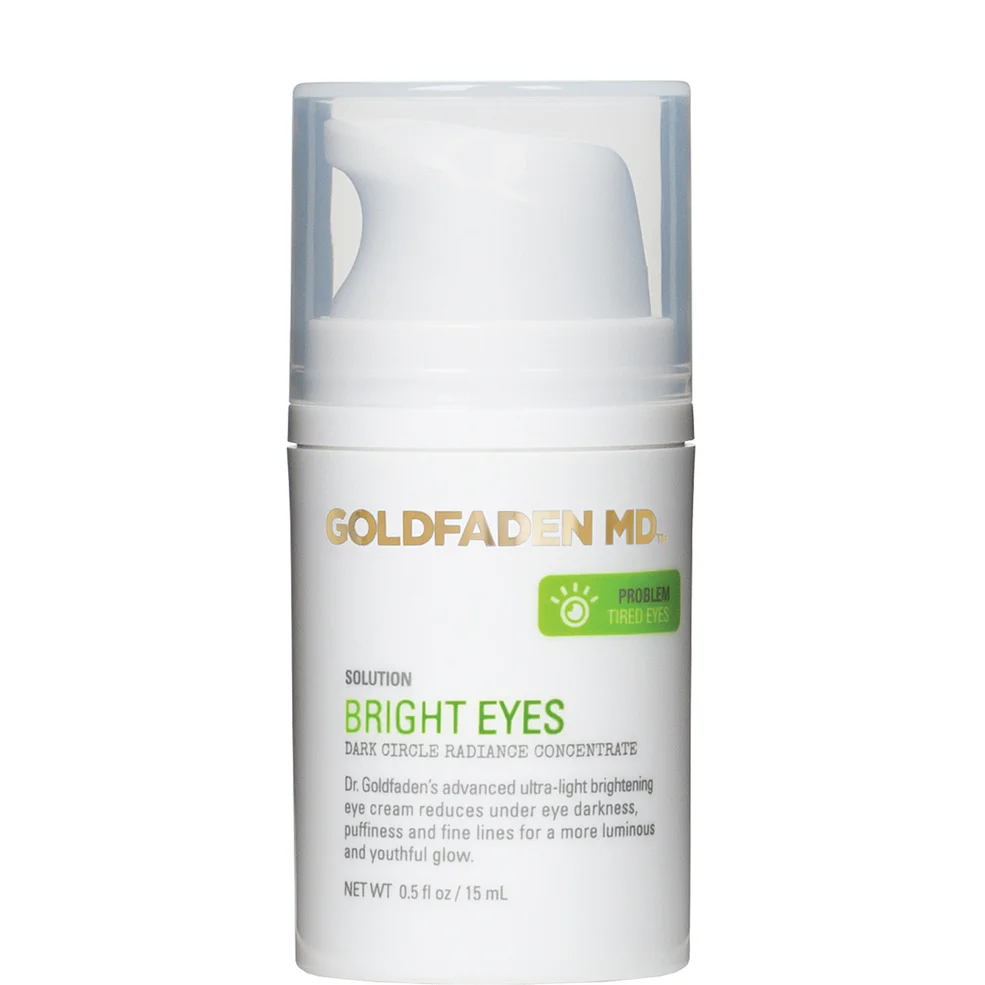 GOLDFADEN MD™
PROBLEM
TIRED EYES
SOLUTION
BRIGHT EYES
DARK CIRCLE RADIANCE CONCENTRATE
Dr. Goldfaden's advanced ultra-light brightening
eye cream reduces under eye darkness,
puffiness and fine lines for a more luminous
and youthful glow.
NET WT 0.5 fl oz / 15 mL